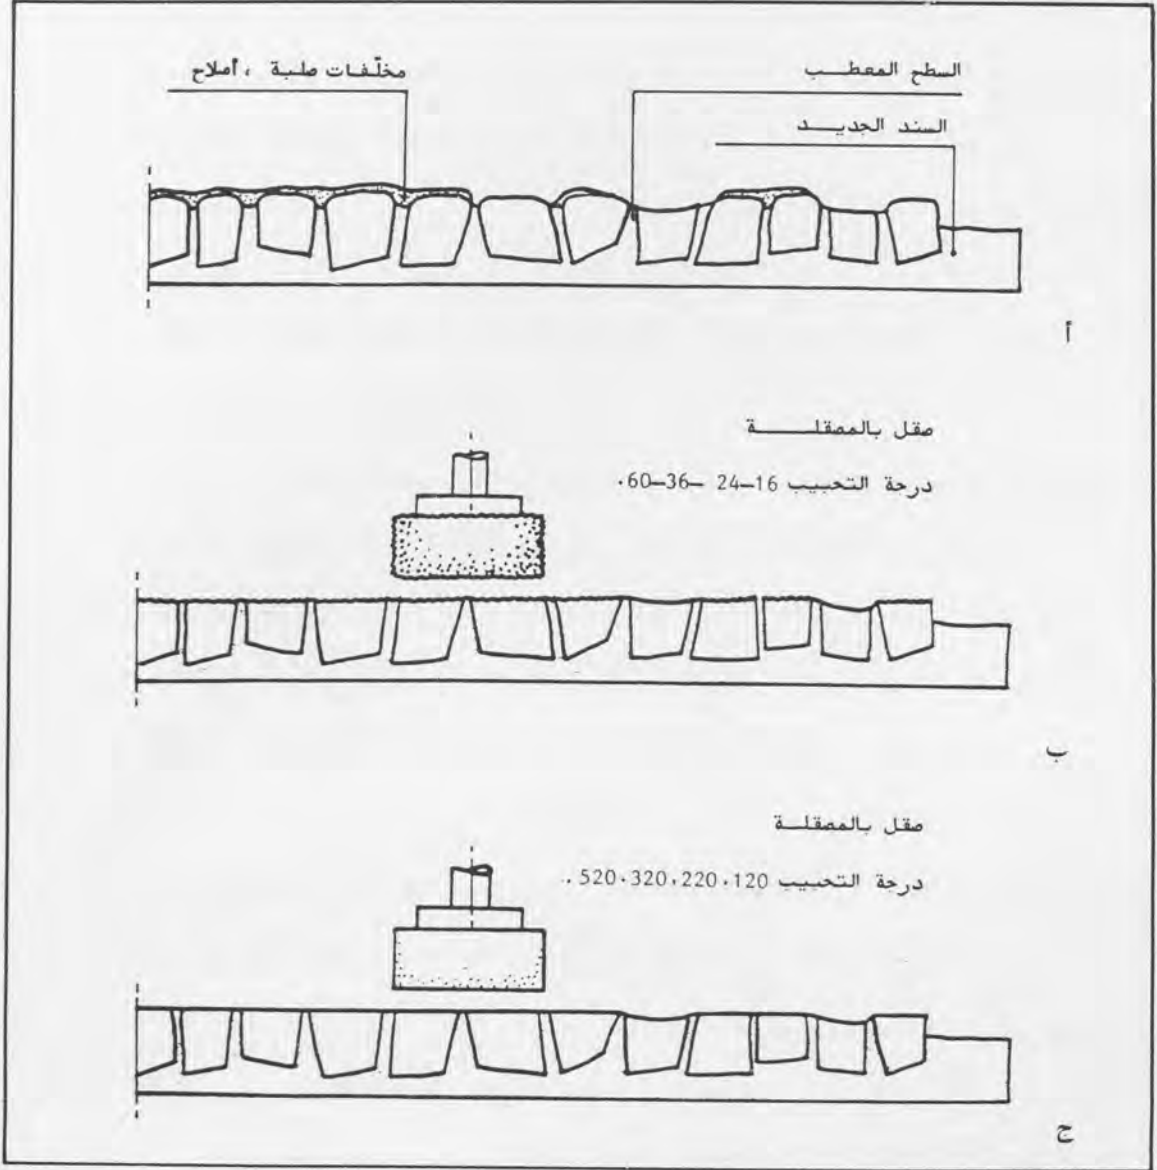 السطح المعطب
مخلّفات صلبة ، أملاح
السند الجديد
أ
صقل بالمصقلة
درجة التحبيب 16-24 -36-60.
ب
صقل بالمصقلة
درجة التحبيب 120، 220، 320، 520 .
ج